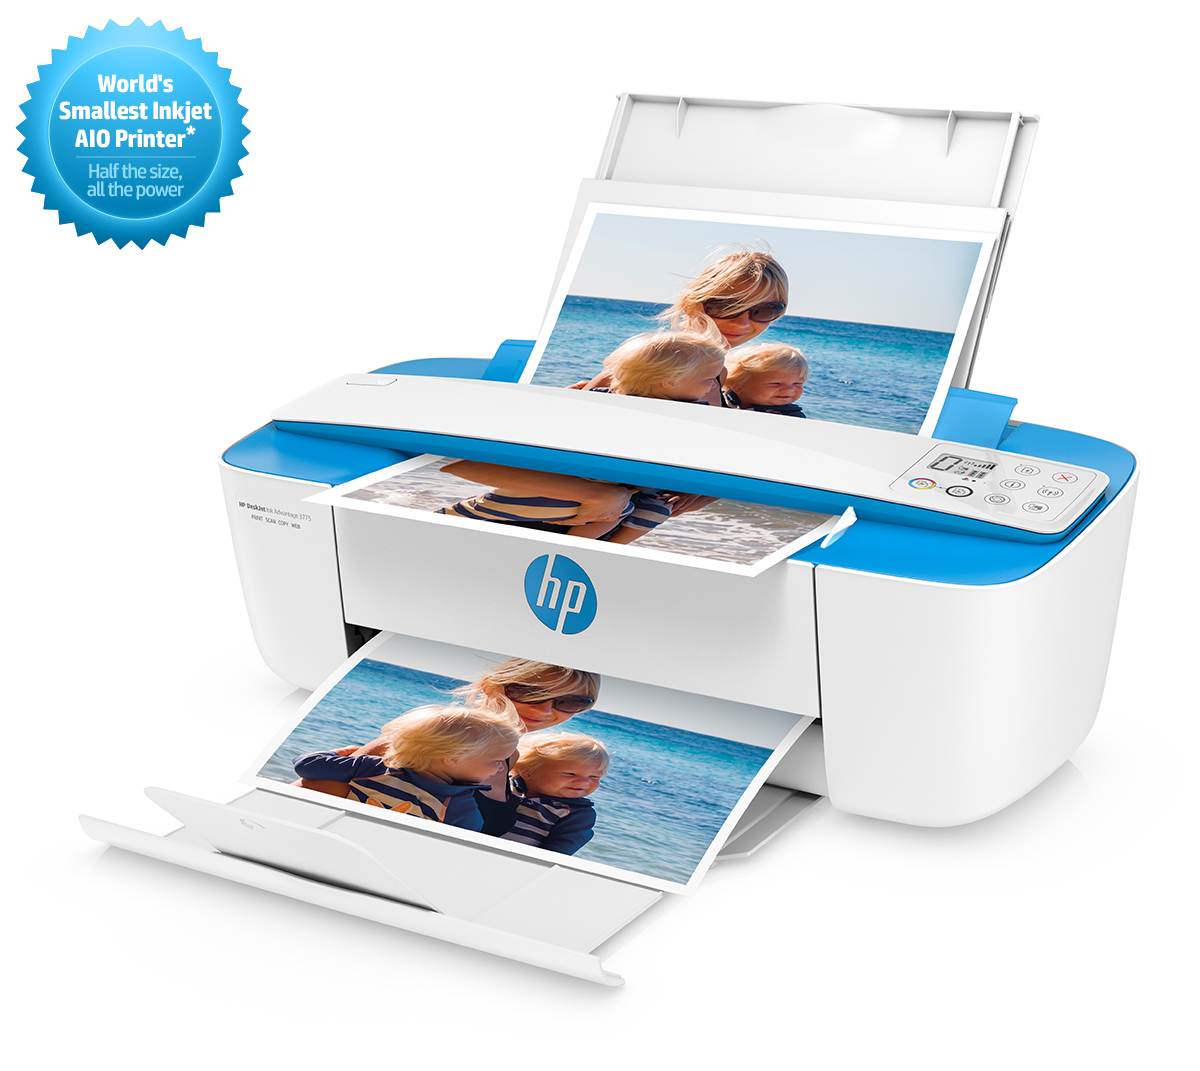 World's
Smallest Inkjet
AIO Printer*
Half the size,
all the power
HP DeskJet Ink Advantage 3775
PRINT SCAN COPY WEB
hp
0